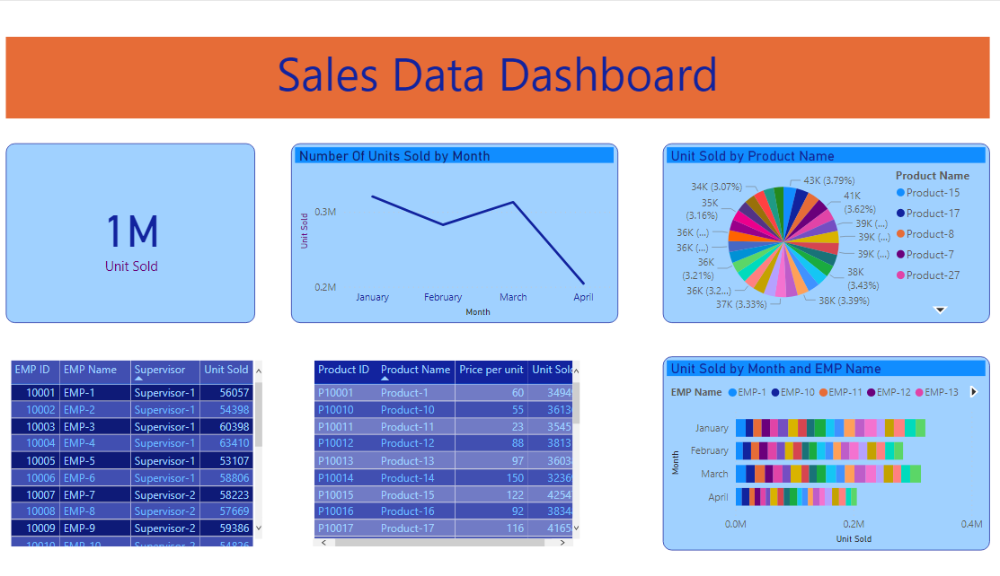 Sales Data Dashboard
1M
Unit Sold
Number Of Units Sold by Month
Unit Sold
0.3M
0.2M
January February March April
Month
Unit Sold by Product Name
43K (3.79%)
41K
(3.62%)
39K (...)
39K (...)
39K (...)
38K
(3.43%)
38K (3.39%)
37K (3.33%)
36K (3.2...)
36K
(3.21%)
36K (...)
36K (...)
35K
(3.16%)
34K (3.07%)
Product Name
Product-15
Product-17
Product-8
Product-7
Product-27
EMP ID EMP Name Supervisor Unit Sold
10001 EMP-1 Supervisor-1 56057
10002 EMP-2 Supervisor-1 54398
10003 EMP-3 Supervisor-1 60398
10004 EMP-4 Supervisor-1 63410
10005 EMP-5 Supervisor-1 53107
10006 EMP-6 Supervisor-1 58806
10007 EMP-7 Supervisor-2 58223
10008 EMP-8 Supervisor-2 57669
10009 EMP-9 Supervisor-2 59386
10010 EMP-10 Supervisor-2 54826
Product ID Product Name Price per unit Unit Sold
P10001 Product-1 60 3494
P10010 Product-10 55 3613
P10011 Product-11 23 3545
P10012 Product-12 88 3813
P10013 Product-13 97 3603
P10014 Product-14 150 3236
P10015 Product-15 122 4254
P10016 Product-16 92 3834
P10017 Product-17 116 4165
Unit Sold by Month and EMP Name
EMP Name EMP-1 EMP-10 EMP-11 EMP-12 EMP-13
Month
January
February
March
April
0.0M 0.2M 0.4M
Unit Sold